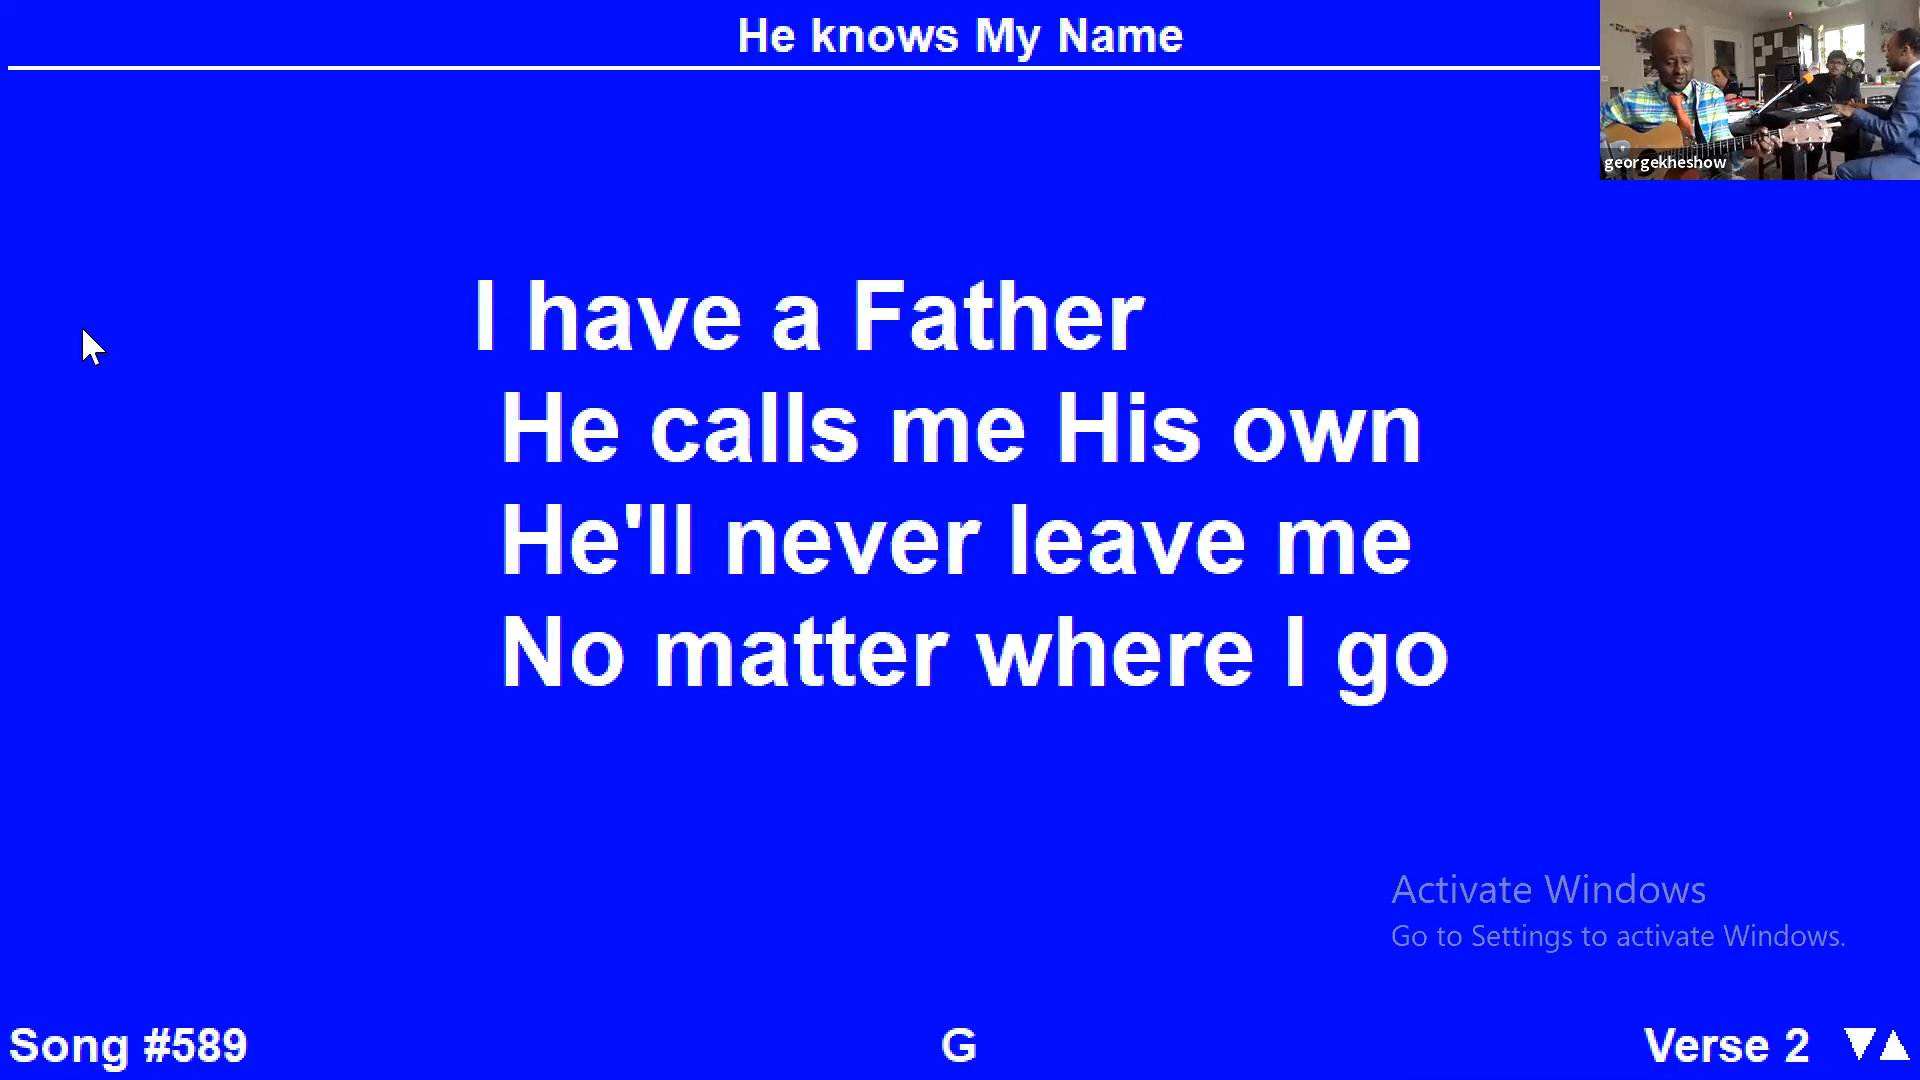 He knows My Name
georgekheshow
I have a Father
He calls me His own
He'll never leave me
No matter where I go
Activate Windows
Go to Settings to activate Windows.
Song #589
G
Verse 2